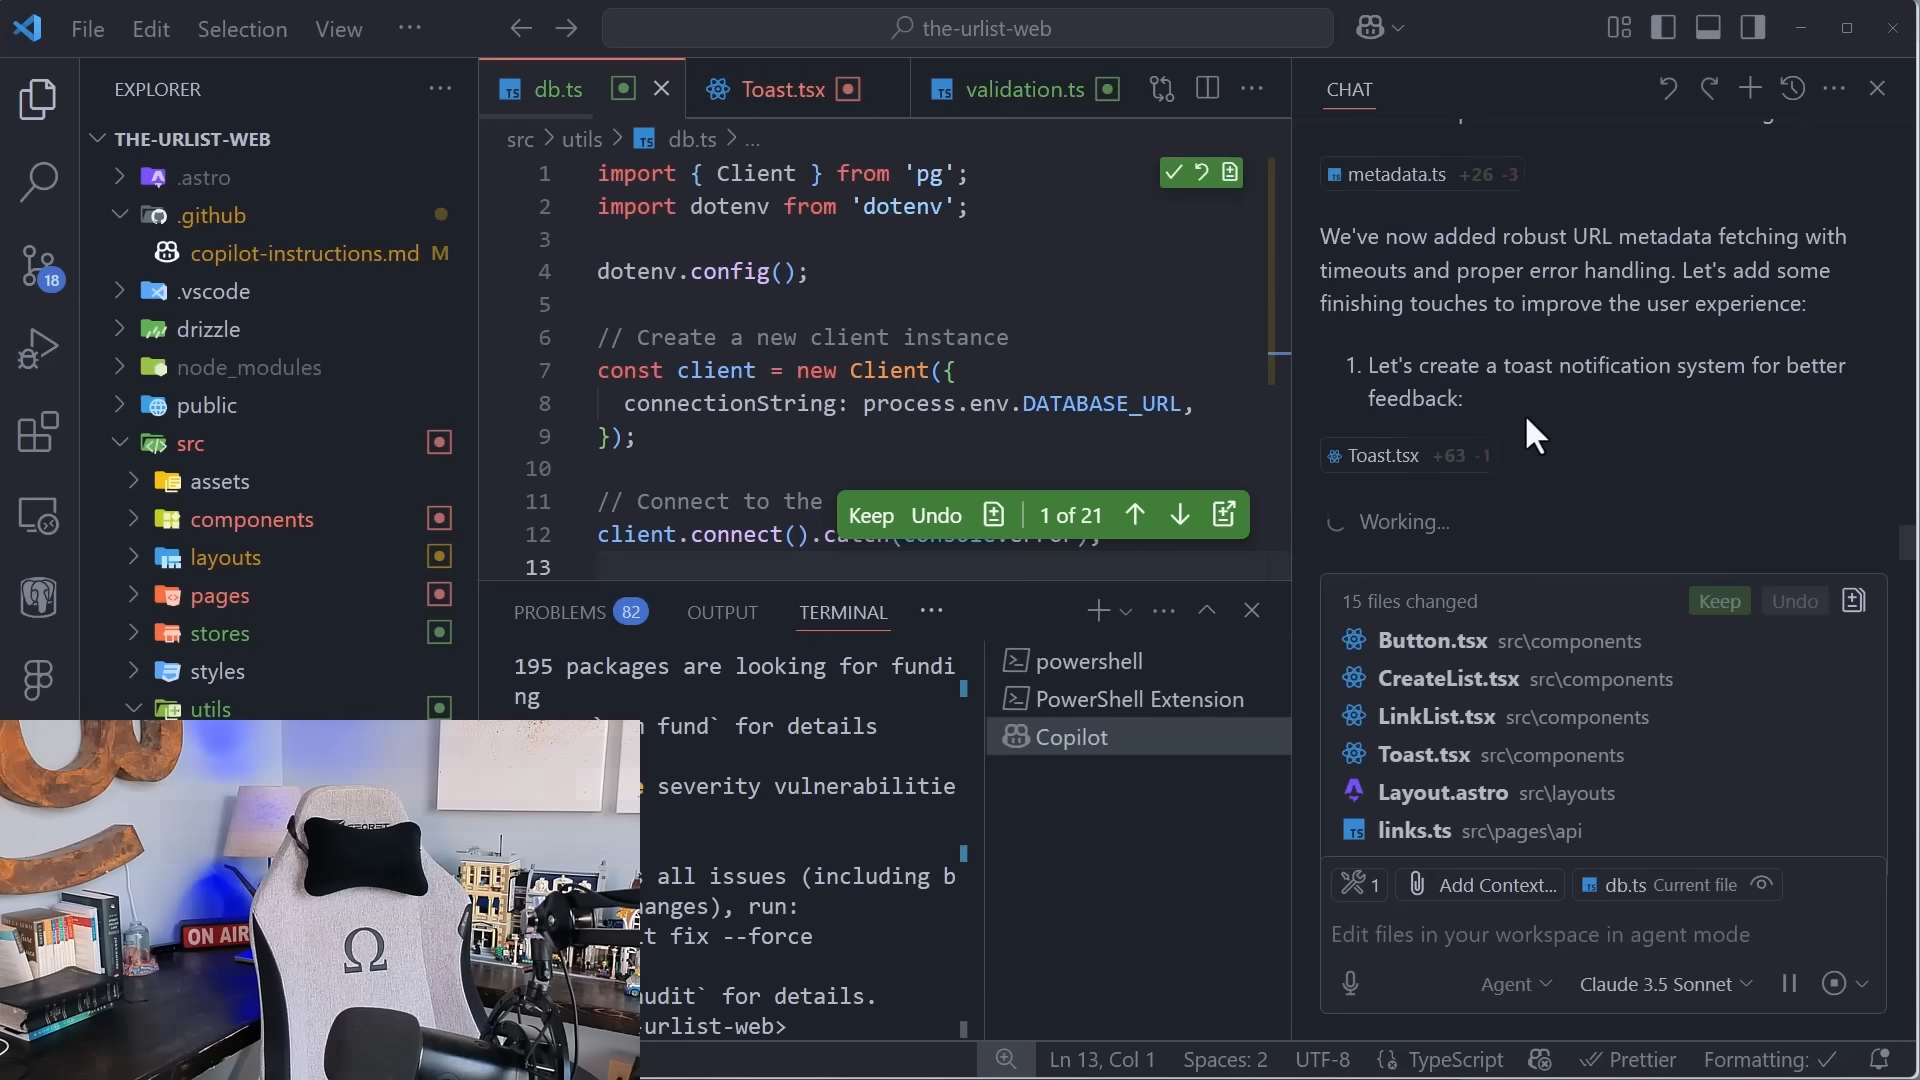 File Edit Selection View ... the-urlist-web
EXPLORER
THE-URLIST-WEB
.astro
.github
copilot-instructions.md M
.vscode
drizzle
node_modules
public
src
assets
components
layouts
pages
stores
styles
utils
18
db.ts Toast.tsx validation.ts
src > utils > db.ts > ...
1 import { Client } from 'pg';
2 import dotenv from 'dotenv';
3
4 dotenv.config();
5
6 // Create a new client instance
7 const client = new Client({
8 connectionString: process.env.DATABASE_URL,
9 });
10
11 // Connect to the
12 client.connect().catch(console.error);
13
Keep Undo 1 of 21
PROBLEMS 82 OUTPUT TERMINAL
195 packages are looking for fundi
ng
fund` for details
severity vulnerabilitie
all issues (including b
anges), run:
t fix --force
udit` for details.
urlist-web>
powershell
PowerShell Extension
Copilot
CHAT
metadata.ts +26 -3
We've now added robust URL metadata fetching with
timeouts and proper error handling. Let's add some
finishing touches to improve the user experience:
1. Let's create a toast notification system for better
feedback:
Toast.tsx +63 -1
Working...
15 files changed Keep Undo
Button.tsx src\components
CreateList.tsx src\components
LinkList.tsx src\components
Toast.tsx src\components
Layout.astro src\layouts
links.ts src\pages\api
1 Add Context... db.ts Current file
Edit files in your workspace in agent mode
Agent Claude 3.5 Sonnet
ON AIR
Ln 13, Col 1 Spaces: 2 UTF-8 {} TypeScript Prettier Formatting: ✓